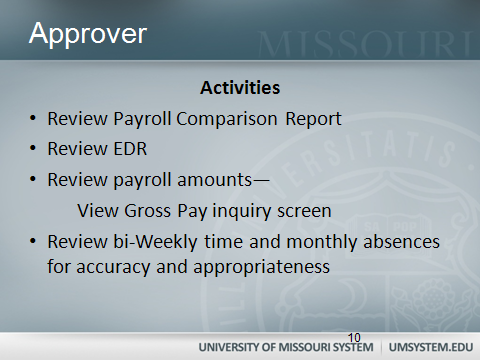 Approver
MISSOURI
Activities
• Review Payroll Comparison Report
• Review EDR
• Review payroll amounts—
View Gross Pay inquiry screen
• Review bi-Weekly time and monthly absences
for accuracy and appropriateness
10
UNIVERSITY OF MISSOURI SYSTEM | UMSYSTEM.EDU